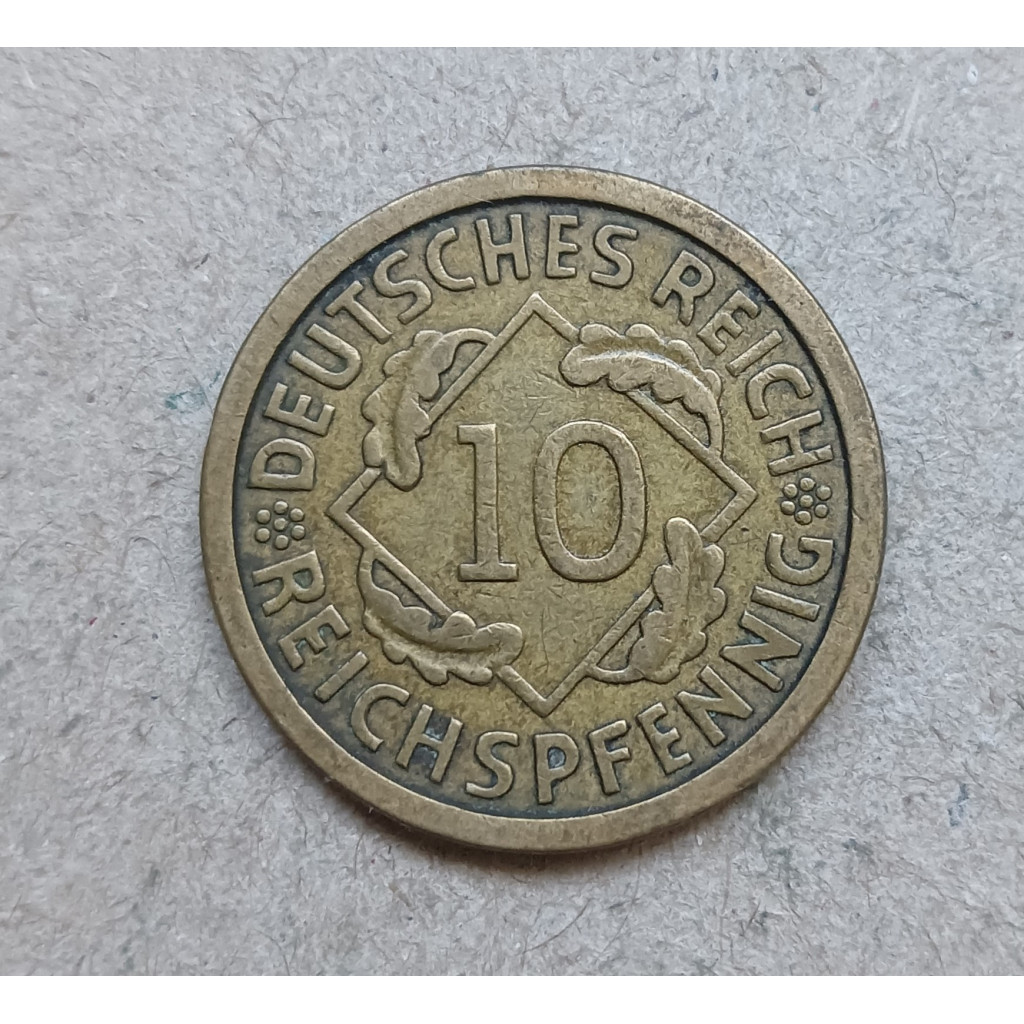 DEUTSCHES REICH
10
REICHSPFENNIG